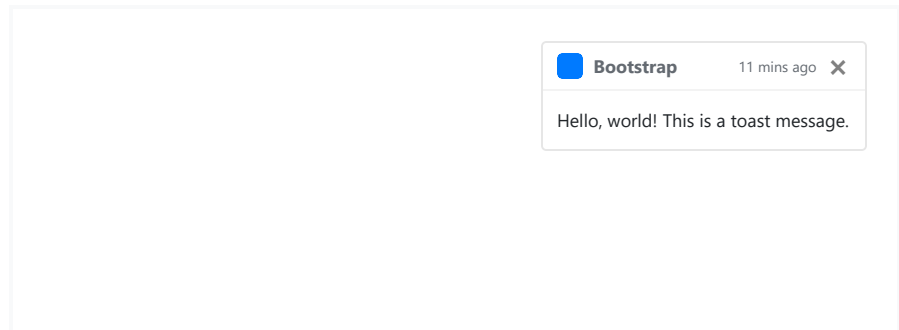 Bootstrap 11 mins ago ×
Hello, world! This is a toast message.